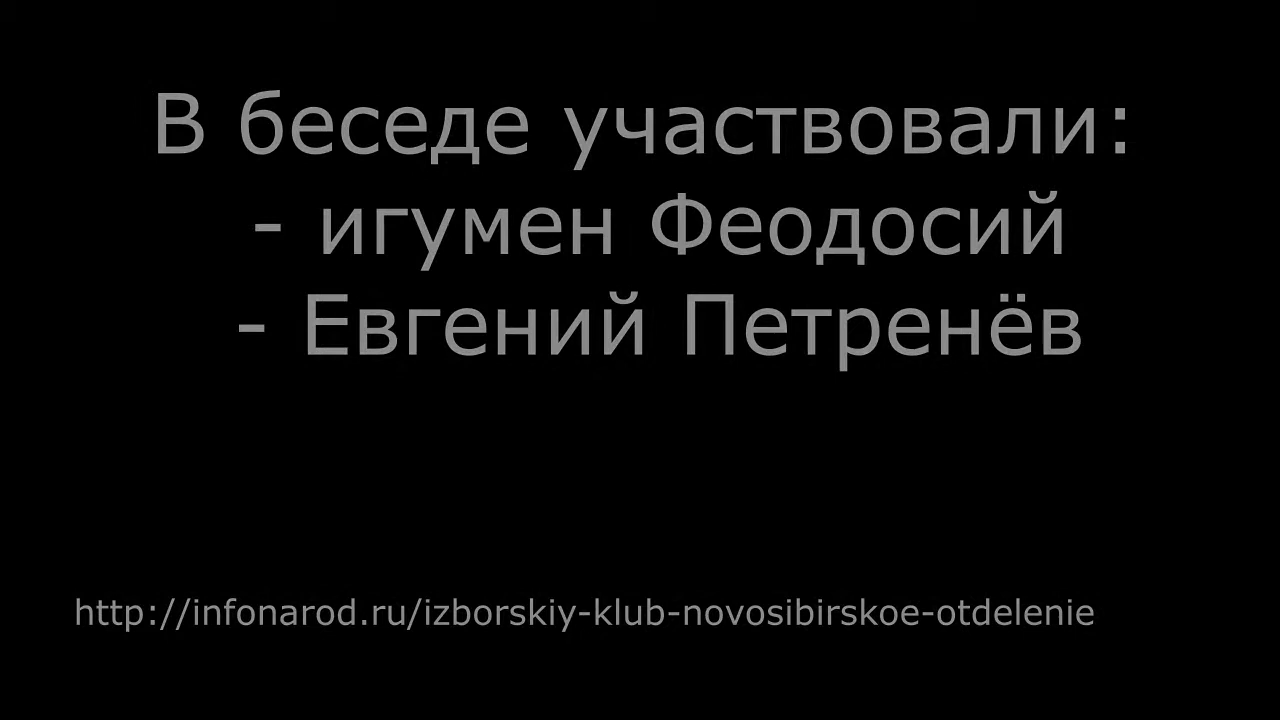 В беседе участвовали:
- игумен Феодосий
- Евгений Петренёв
http://infonarod.ru/izborskiy-klub-novosibirskoe-otdelenie